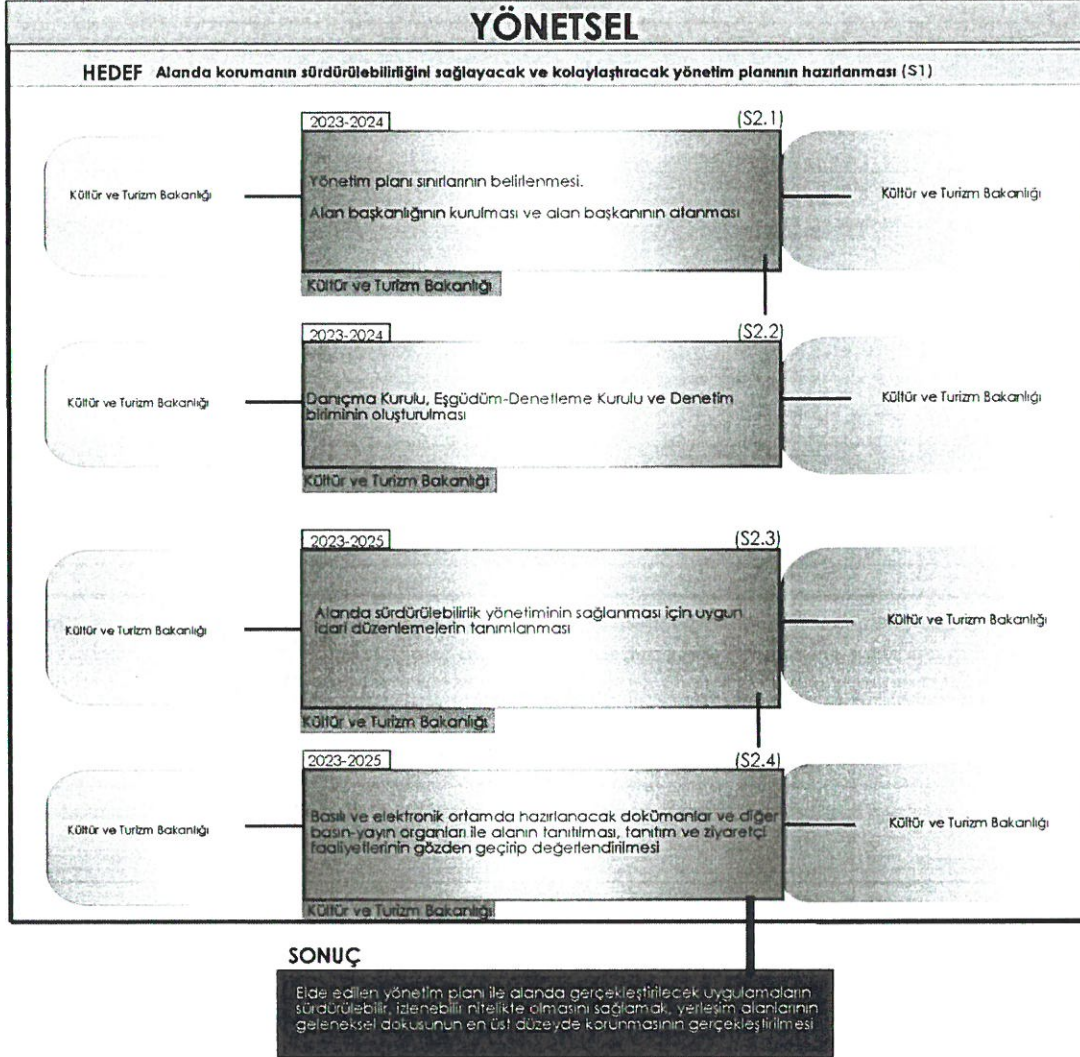 YÖNETSEL
HEDEF Alanda korumanın sürdürülebilirliğini sağlayacak ve kolaylaştıracak yönetim planının hazırlanması (S1)
2023-2024 (S2.1)
Kültür ve Turizm Bakanlığı
Yönetim planı sınırlarının belirlenmesi.
Alan başkanlığının kurulması ve alan başkanının atanması
Kültür ve Turizm Bakanlığı
Kültür ve Turizm Bakanlığı
2023-2024 (S2.2)
Kültür ve Turizm Bakanlığı
Danıçma Kurulu, Eşgüdüm-Denetleme Kurulu ve Denetim
biriminin oluşturulması
Kültür ve Turizm Bakanlığı
Kültür ve Turizm Bakanlığı
2023-2025 (S2.3)
Kültür ve Turizm Bakanlığı
Alanda sürdürülebilirlik yönetiminin sağlanması için uygun
idari düzenlemelerin tanımlanması
Kültür ve Turizm Bakanlığı
Kültür ve Turizm Bakanlığı
2023-2025 (S2.4)
Kültür ve Turizm Bakanlığı
Basılı ve elektronik ortamda hazırlanacak dokümanlar ve diğer
basın-yayın organları ile alanın tanıtılması, tanıtım ve ziyaretçi
faaliyetlerinin gözden geçirip değerlendirilmesi
Kültür ve Turizm Bakanlığı
Kültür ve Turizm Bakanlığı
SONUÇ
Elde edilen yönetim planı ile alanda gerçekleştirilecek uygulamaların
sürdürülebilir, izlenebilir nitelikte olmasını sağlamak, yerleşim alanlarının
geleneksel dokusunun en üst düzeyde korunmasının gerçekleştirilmesi